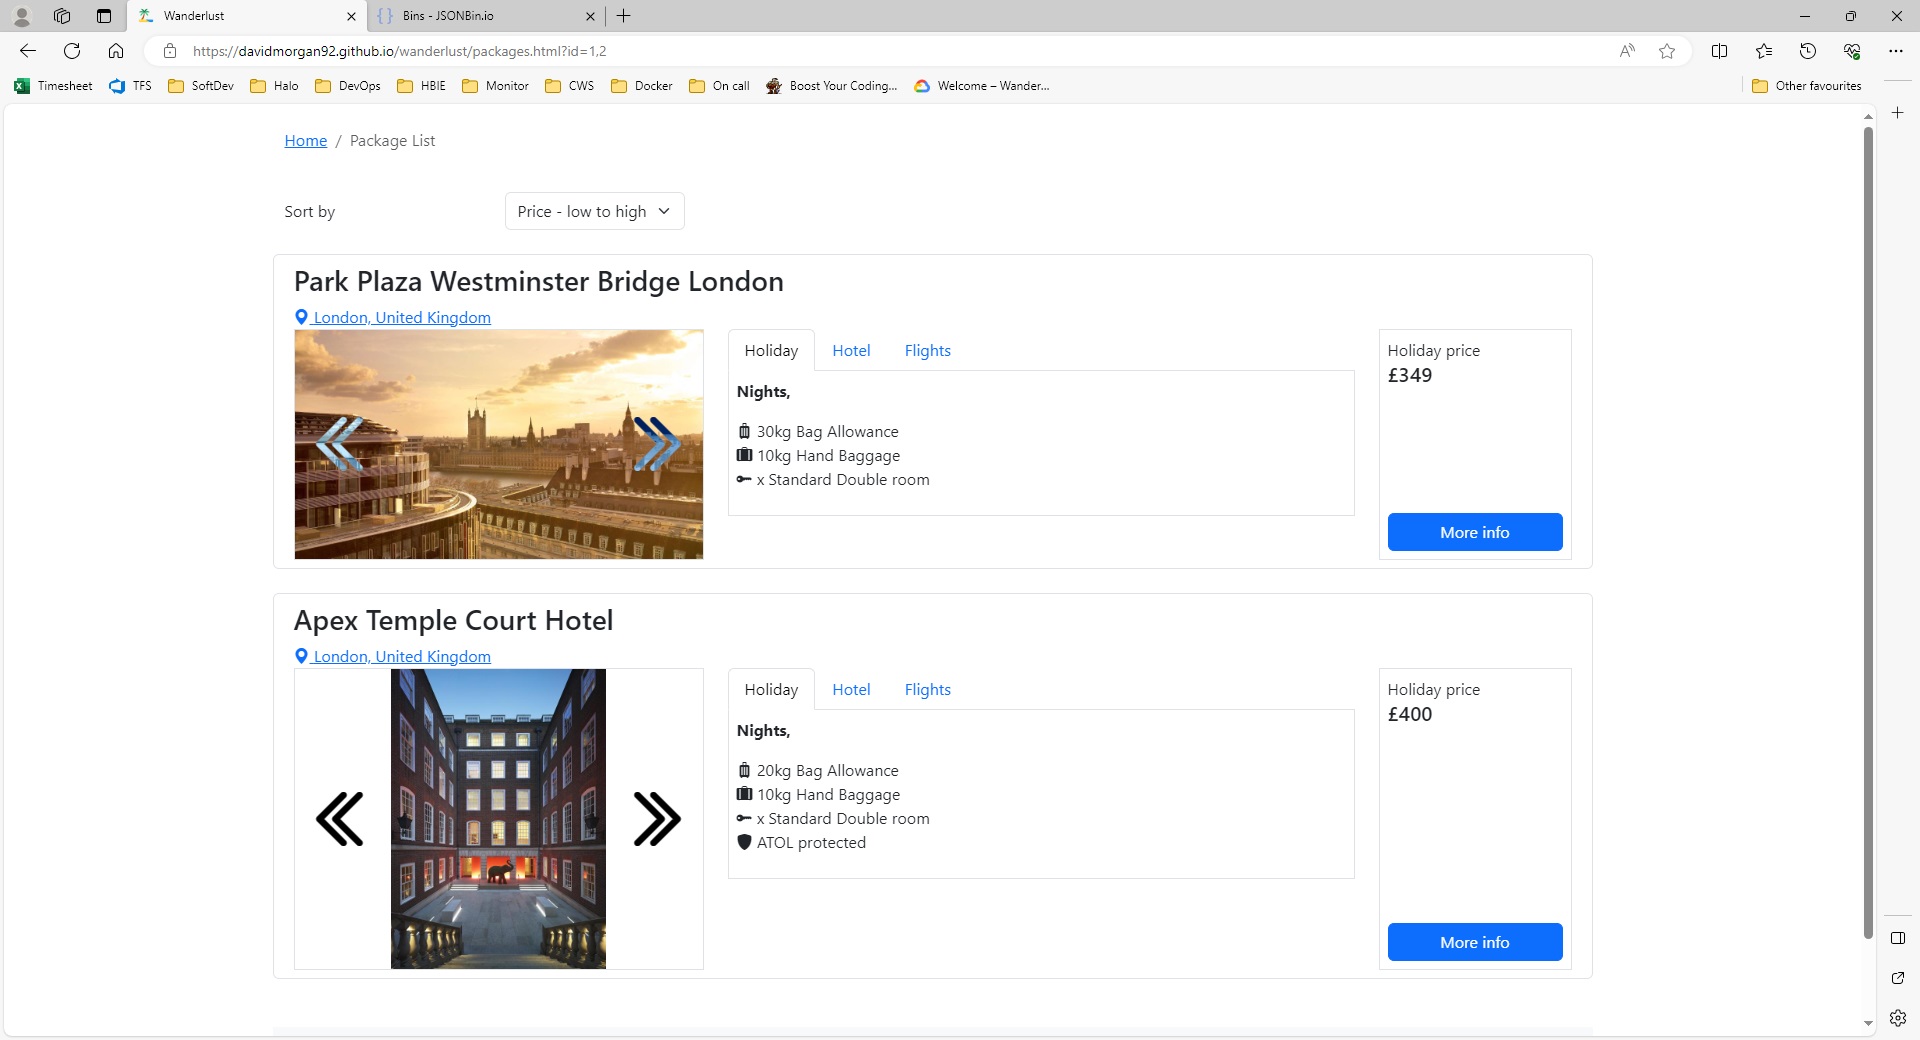 Wanderlust
Bins - JSONBin.io
https://davidmorgan92.github.io/wanderlust/packages.html?id=1,2
Timesheet
TFS
SoftDev
Halo
DevOps
HBIE
Monitor
CWS
Docker
On call
Boost Your Coding...
Welcome – Wander...
Other favourites
Home / Package List
Sort by
Price - low to high
Park Plaza Westminster Bridge London
London, United Kingdom
Holiday Hotel Flights
Nights,
30kg Bag Allowance
10kg Hand Baggage
x Standard Double room
Holiday price
£349
More info
Apex Temple Court Hotel
London, United Kingdom
Holiday Hotel Flights
Nights,
20kg Bag Allowance
10kg Hand Baggage
x Standard Double room
ATOL protected
Holiday price
£400
More info